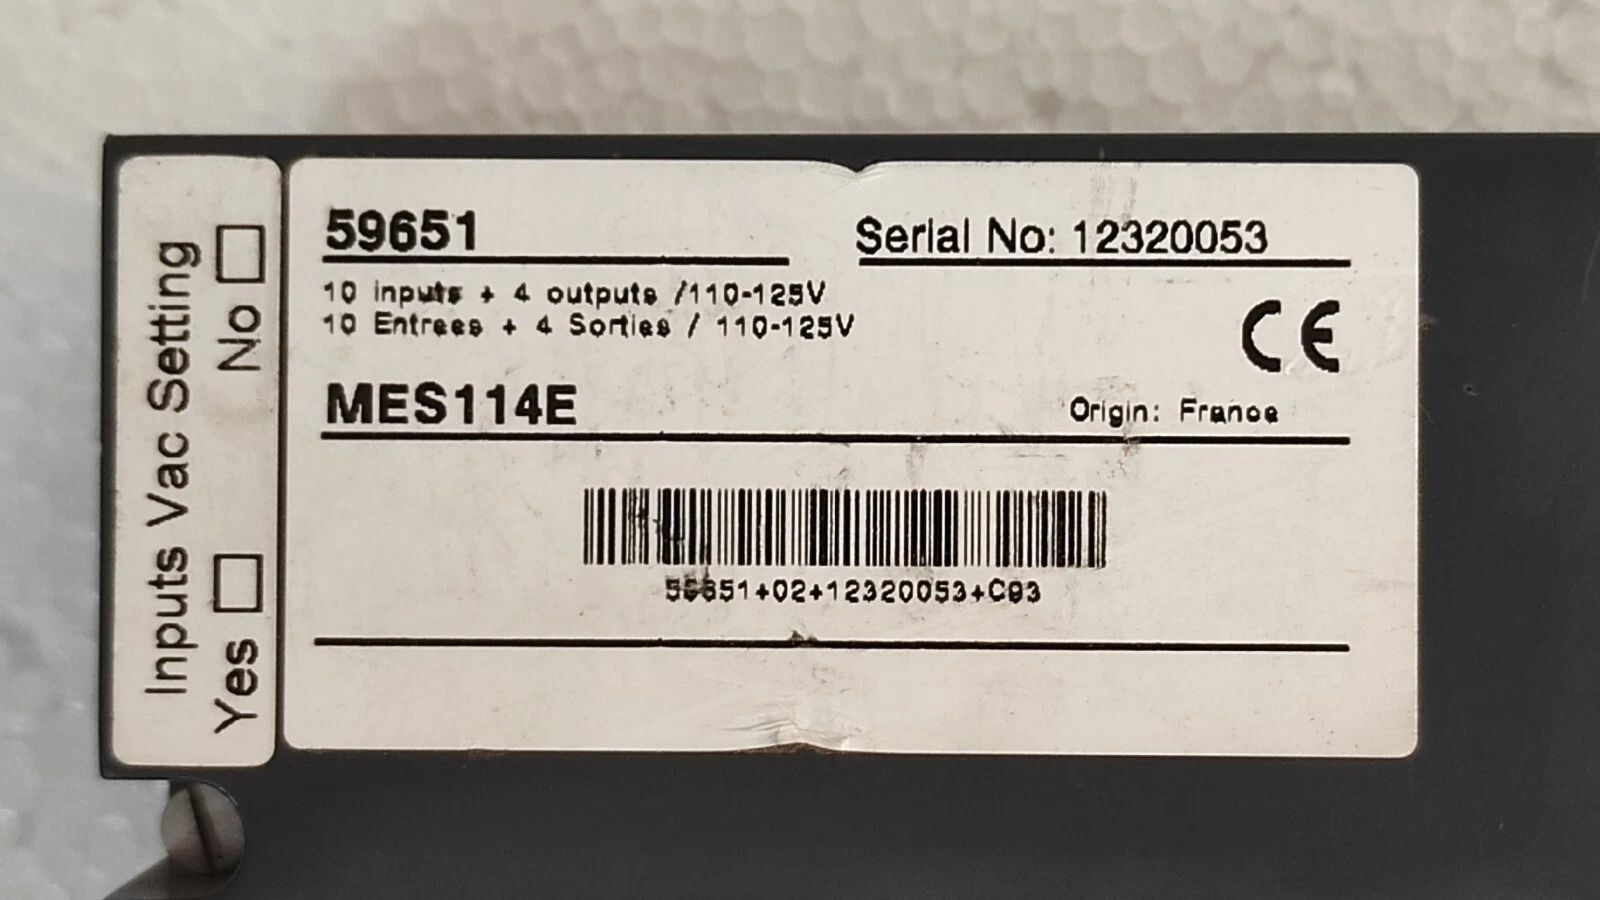 Inputs Vac Setting
Yes No
59651
Serial No: 12320053
10 inputs + 4 outputs /110-125V
10 Entrees + 4 Sorties / 110-125V
CE
MES114E
Origin: France
59651+02+12320053+C93